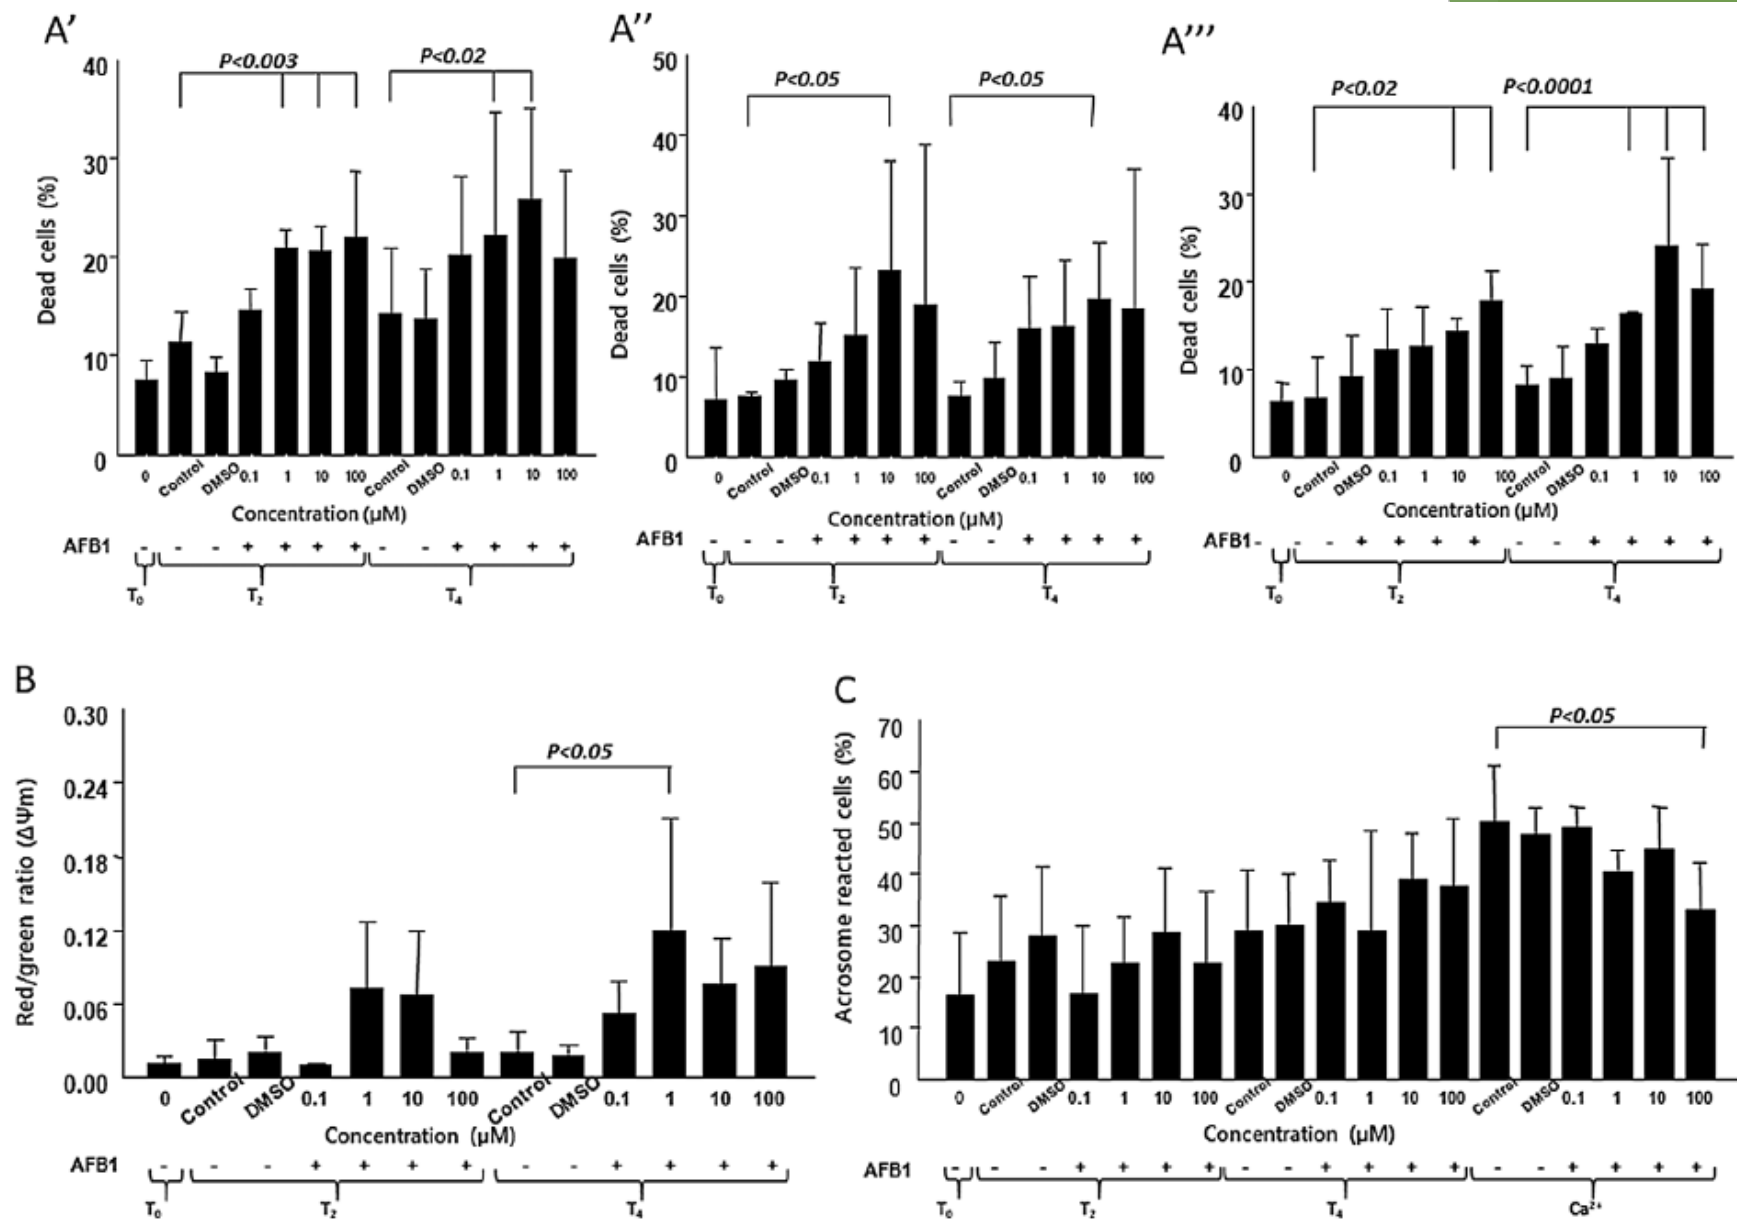 A′
P<0.003
P<0.02
40
30
20
10
0
Dead cells (%)
0 Control DMSO 0.1 1 10 100 Control DMSO 0.1 1 10 100
Concentration (µM)
AFB1 - - - + + + + - - + + + +
T₀ T₂ T₄
A′′
P<0.05
P<0.05
50
40
30
20
10
0
Dead cells (%)
0 Control DMSO 0.1 1 10 100 Control DMSO 0.1 1 10 100
Concentration (µM)
AFB1 - - - + + + + - - + + + +
T₀ T₂ T₄
A′′′
P<0.02
P<0.0001
40
30
20
10
0
Dead cells (%)
0 Control DMSO 0.1 1 10 100 Control DMSO 0.1 1 10 100
Concentration (µM)
AFB1 - - - + + + + - - + + + +
T₀ T₂ T₄
B
P<0.05
0.30
0.24
0.18
0.12
0.06
0.00
Red/green ratio (ΔΨm)
0 Control DMSO 0.1 1 10 100 Control DMSO 0.1 1 10 100
Concentration (µM)
AFB1 - - - + + + + - - + + + +
T₀ T₂ T₄
C
P<0.05
70
60
50
40
30
20
10
0
Acrosome reacted cells (%)
0 Control DMSO 0.1 1 10 100 Control DMSO 0.1 1 10 100 Control DMSO 0.1 1 10 100
Concentration (µM)
AFB1 - - - + + + + - - + + + + - - + + + +
T₀ T₂ T₄ Ca²⁺